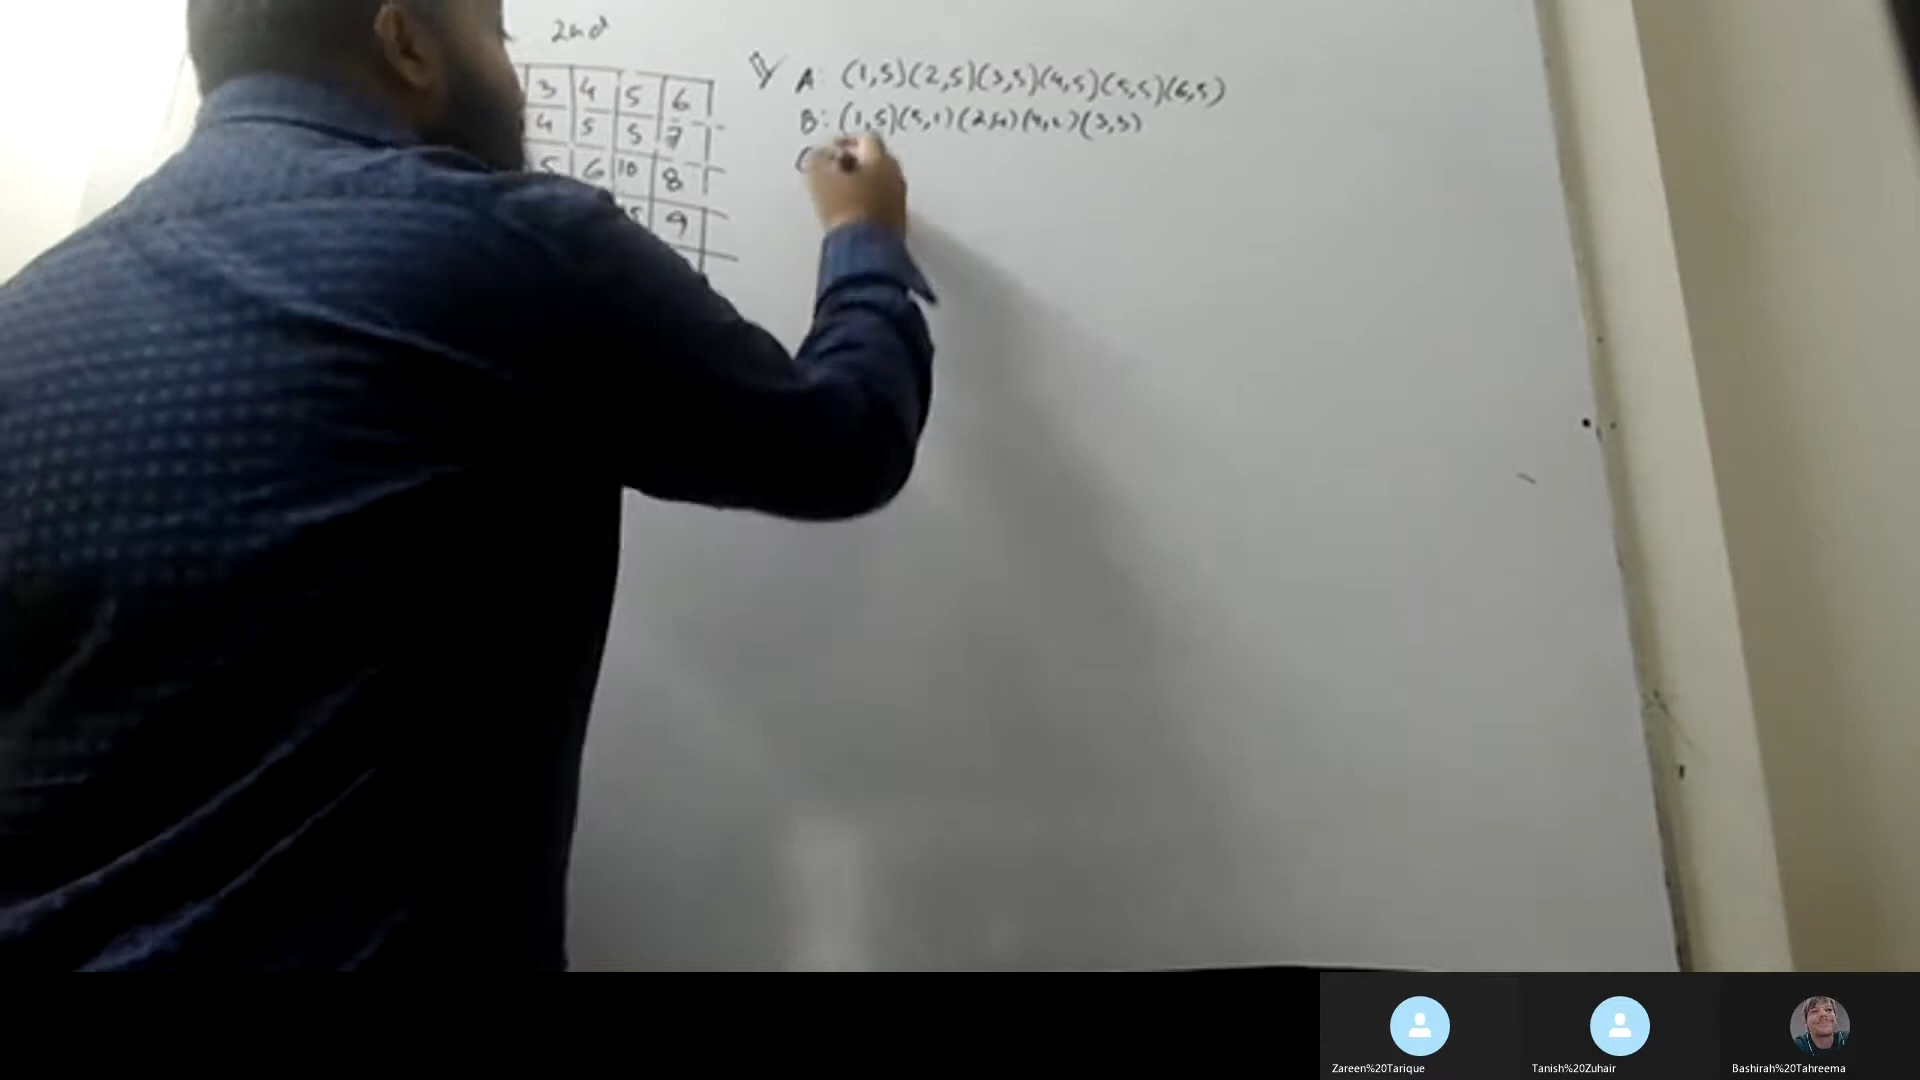 2nd
3 4 5 6
A: (1,5)(2,5)(3,5)(4,5)(5,5)(6,5)
4 5 5 7
B: (1,5)(5,1)(2,4)(4,2)(3,3)
5 6 10 8
(
15 9
Zareen%20Tarique
Tanish%20Zuhair
Bashirah%20Tahreema